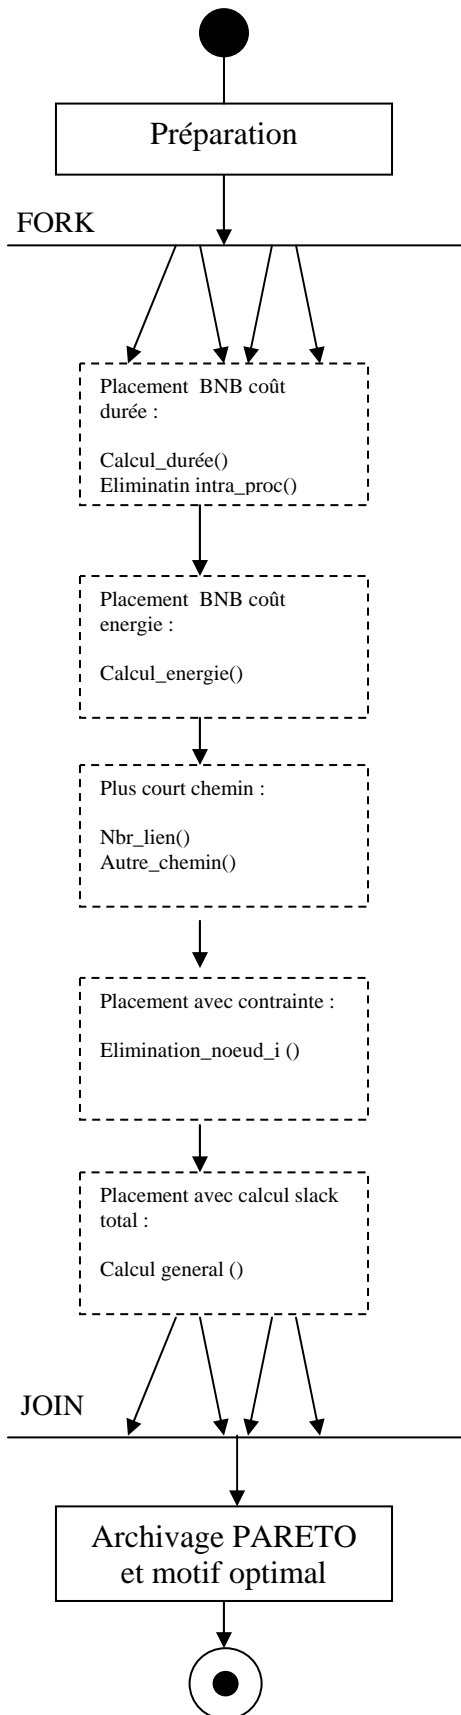 Préparation
FORK
Placement BNB coût
durée :
Calcul_durée()
Eliminatin intra_proc()
Placement BNB coût
energie :
Calcul_energie()
Plus court chemin :
Nbr_lien()
Autre_chemin()
Placement avec contrainte :
Elimination_noeud_i ()
Placement avec calcul slack
total :
Calcul general ()
JOIN
Archivage PARETO
et motif optimal